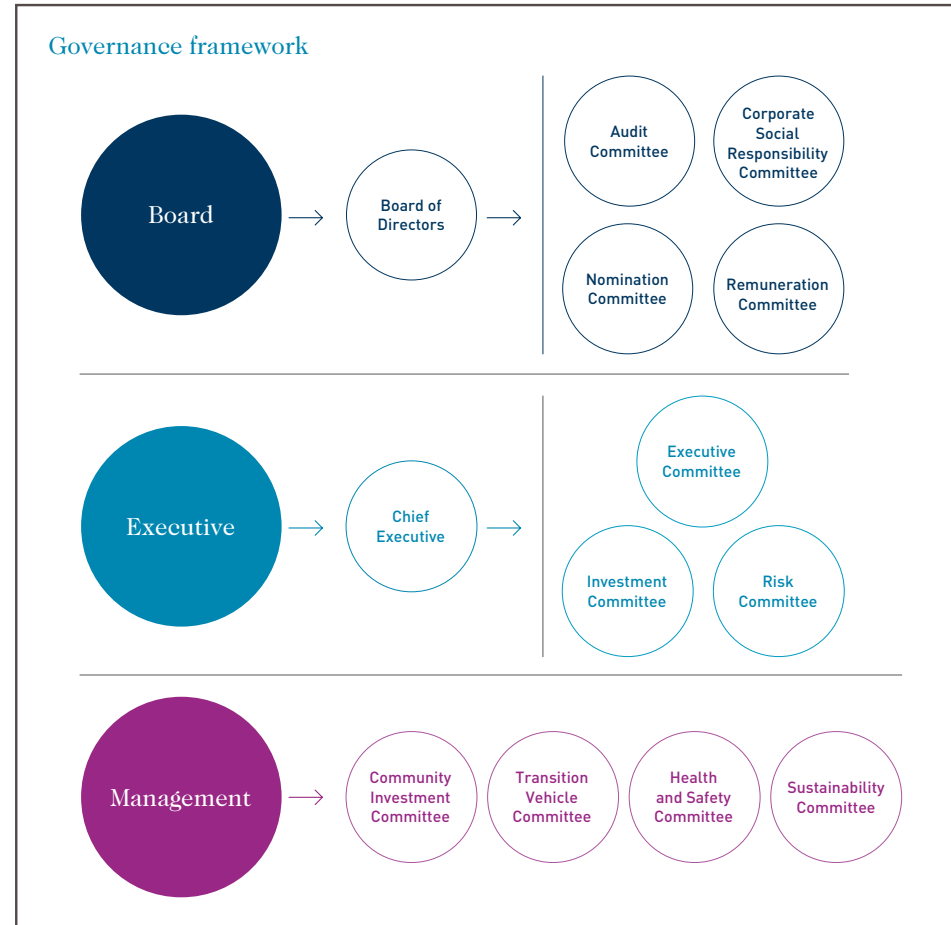 Governance framework
Board
Board of
Directors
Audit
Committee
Corporate
Social
Responsibility
Committee
Nomination
Committee
Remuneration
Committee
Executive
Chief
Executive
Executive
Committee
Investment
Committee
Risk
Committee
Management
Community
Investment
Committee
Transition
Vehicle
Committee
Health
and Safety
Committee
Sustainability
Committee